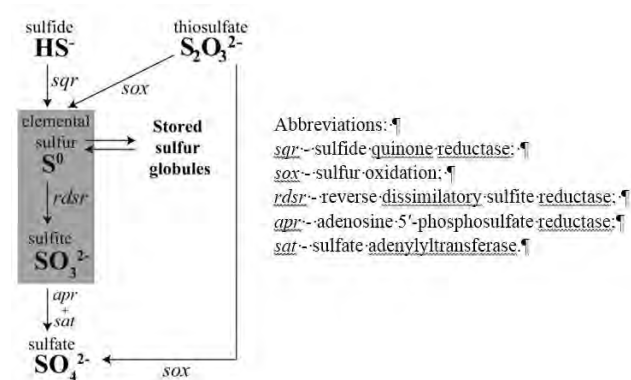 sulfide
HS⁻
thiosulfate
S₂O₃²⁻
sqr
sox
elemental
sulfur
S⁰
Stored
sulfur
globules
rdsr
sulfite
SO₃²⁻
apr
+
sat
sulfate
SO₄²⁻
sox
Abbreviations:·¶
sqr·-·sulfide·quinone·reductase;·¶
sox·-·sulfur·oxidation;¶
rdsr·-·reverse·dissimilatory·sulfite·reductase;¶
apr·-·adenosine·5′-phosphosulfate·reductase;¶
sat·-·sulfate·adenylyltransferase.¶